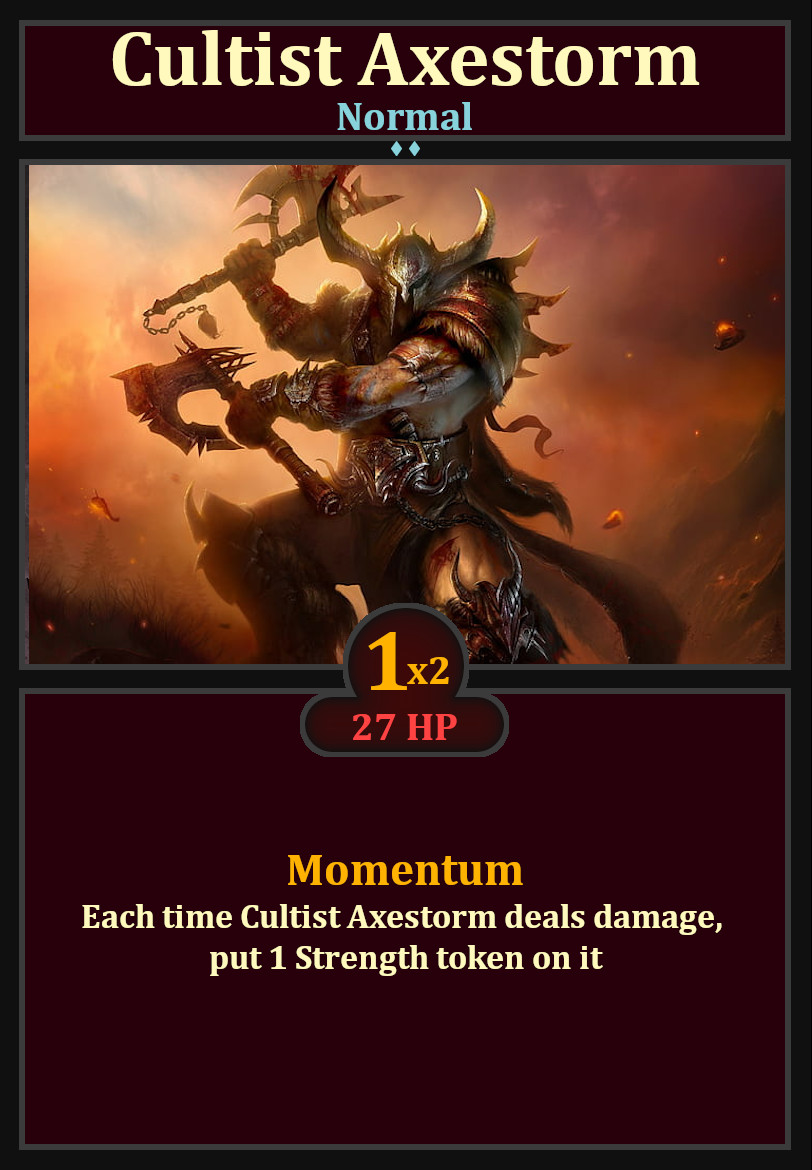 Cultist Axestorm
Normal
1x2
27 HP
Momentum
Each time Cultist Axestorm deals damage,
put 1 Strength token on it